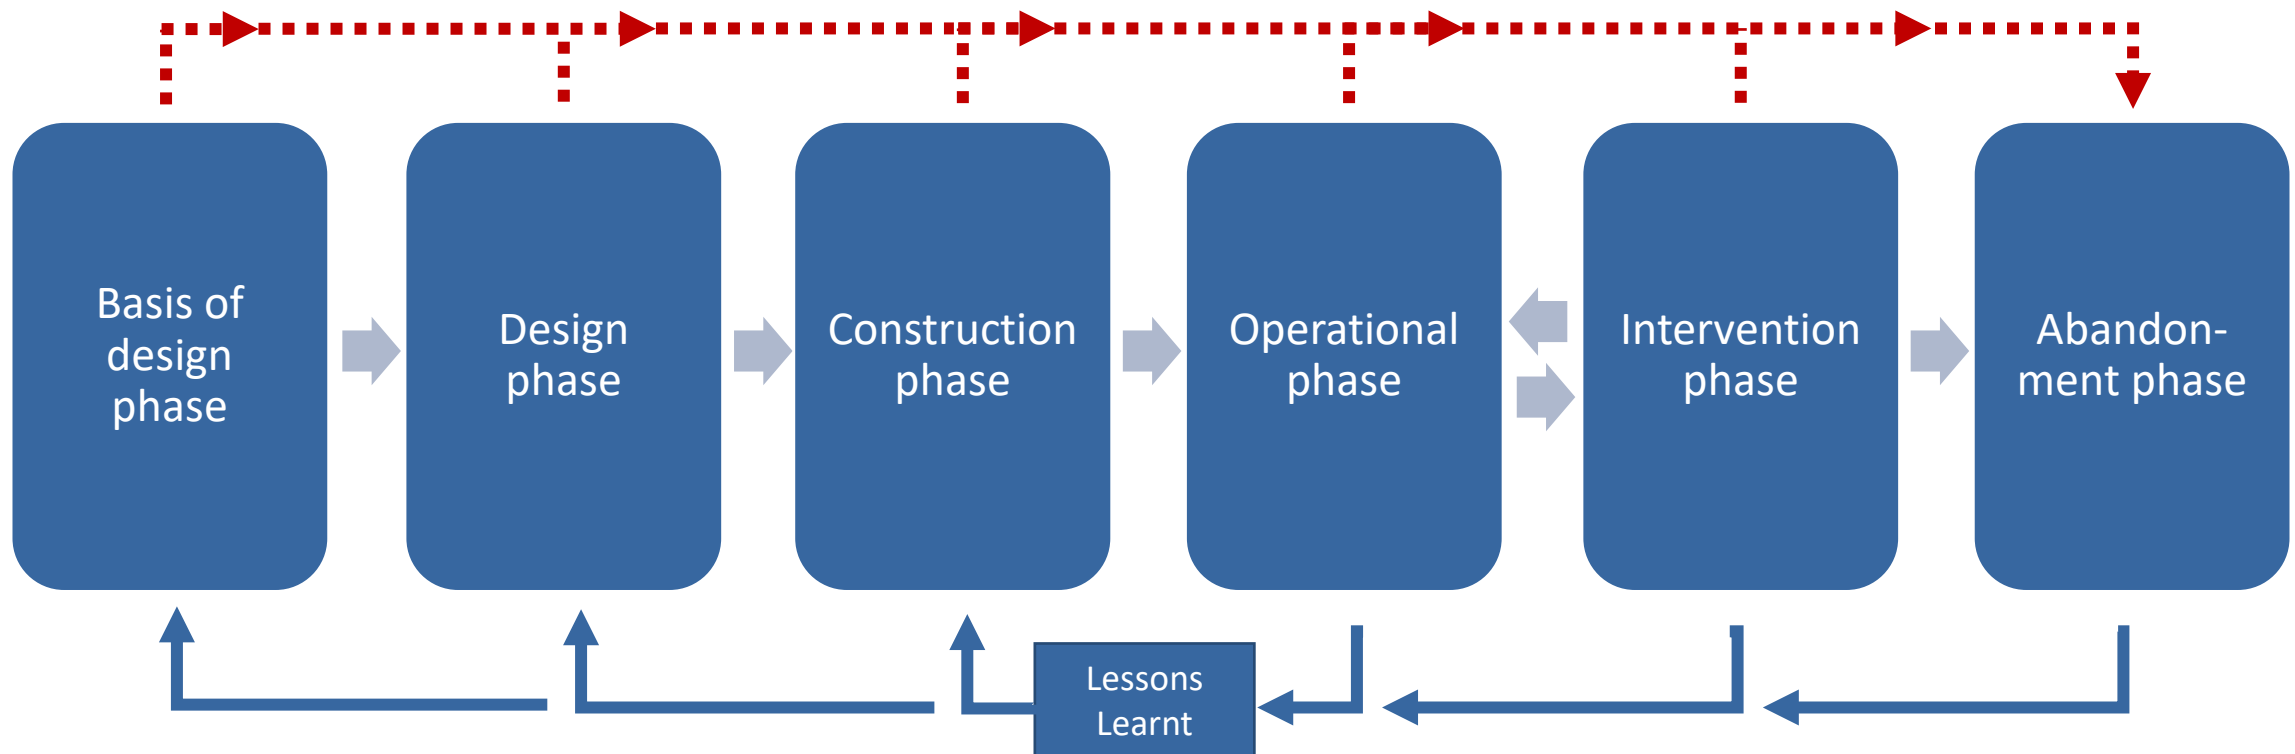 Basis of
design
phase
Design
phase
Construction
phase
Operational
phase
Intervention
phase
Abandon-
ment phase
Lessons
Learnt